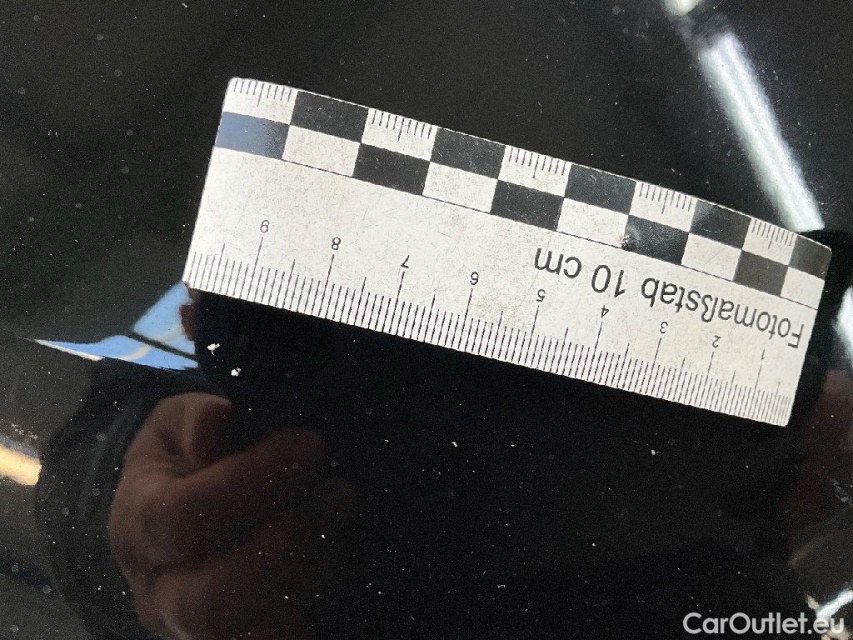 Fotomaßstab 10 cm
1 2 3 4 5 6 7 8 9
CarOutlet.eu